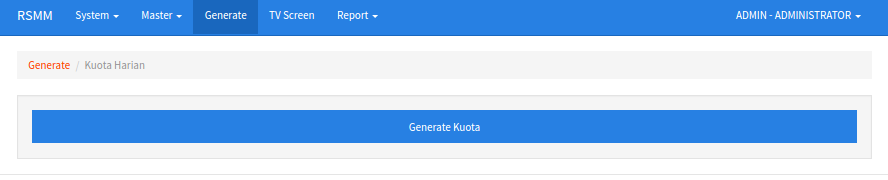 RSMM System Master Generate TV Screen Report ADMIN - ADMINISTRATOR
Generate / Kuota Harian
Generate Kuota